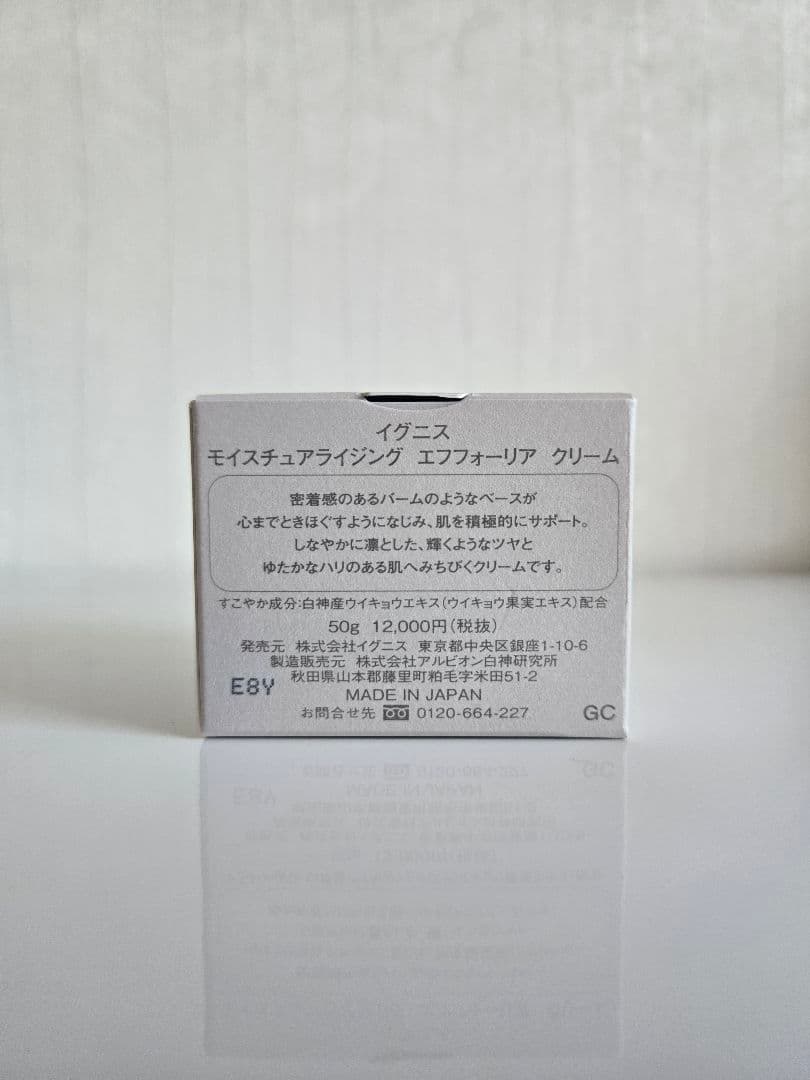 イグニス
モイスチュアライジング エフフォーリア クリーム
密着感のあるバームのようなベースが
心までときほぐすようになじみ、肌を積極的にサポート。
しなやかに凛とした、輝くようなツヤと
ゆたかなハリのある肌へみちびくクリームです。
すこやか成分:白神産ウイキョウエキス(ウイキョウ果実エキス)配合
50g 12,000円(税抜)
発売元 株式会社イグニス 東京都中央区銀座1-10-6
製造販売元 株式会社アルビオン白神研究所
秋田県山本郡藤里町粕毛字米田51-2
E8Y
MADE IN JAPAN
お問合せ先 0120-664-227
GC